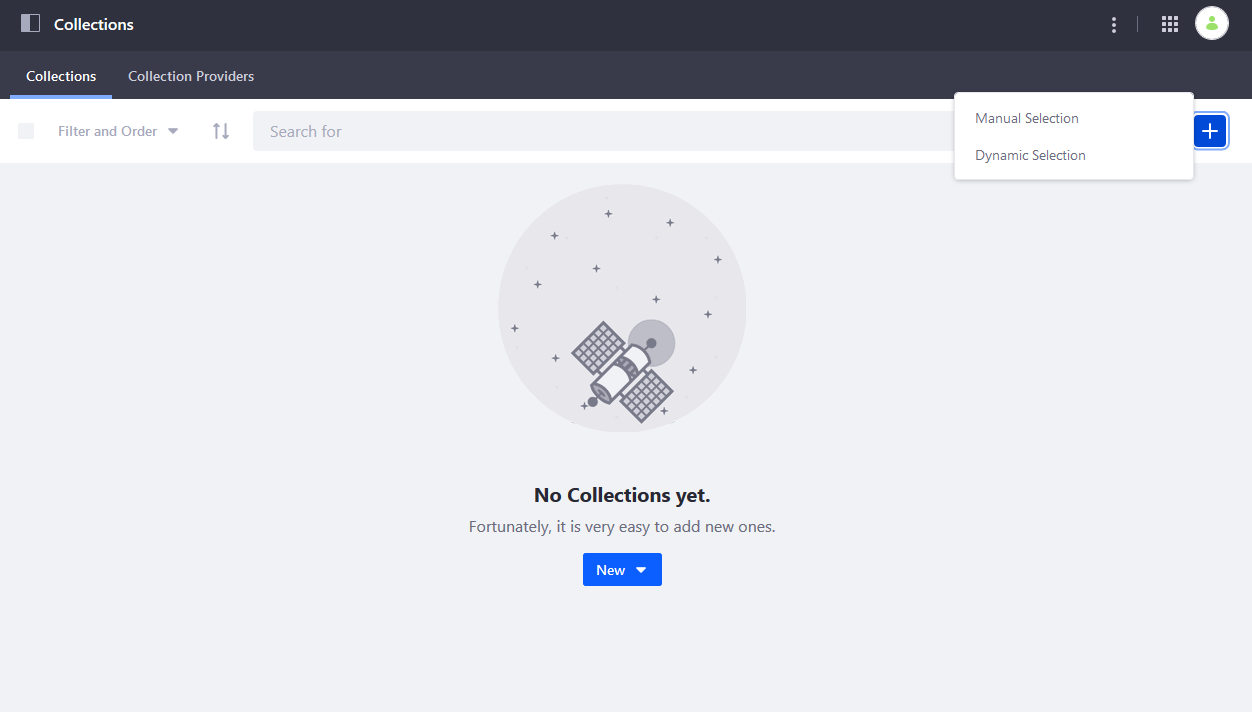 Collections
Collections Collection Providers
Filter and Order Search for
Manual Selection
Dynamic Selection
No Collections yet.
Fortunately, it is very easy to add new ones.
New